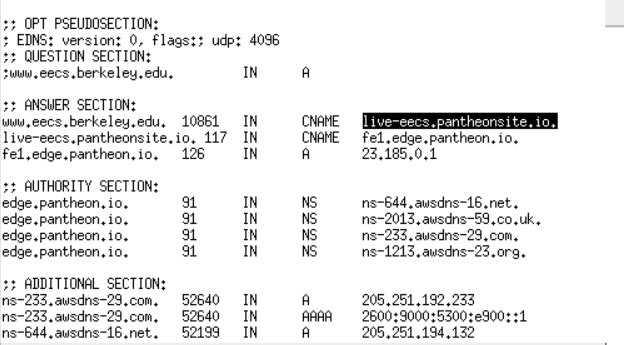 ;; OPT PSEUDOSECTION:
; EDNS: version: 0, flags:; udp: 4096
;; QUESTION SECTION:
;www.eecs.berkeley.edu. IN A
;; ANSWER SECTION:
www.eecs.berkeley.edu. 10861 IN CNAME live-eecs.pantheonsite.io.
live-eecs.pantheonsite.io. 117 IN CNAME fe1.edge.pantheon.io.
fe1.edge.pantheon.io. 126 IN A 23.185.0.1
;; AUTHORITY SECTION:
edge.pantheon.io. 91 IN NS ns-644.awsdns-16.net.
edge.pantheon.io. 91 IN NS ns-2013.awsdns-59.co.uk.
edge.pantheon.io. 91 IN NS ns-233.awsdns-29.com.
edge.pantheon.io. 91 IN NS ns-1213.awsdns-23.org.
;; ADDITIONAL SECTION:
ns-233.awsdns-29.com. 52640 IN A 205.251.192.233
ns-233.awsdns-29.com. 52640 IN AAAA 2600:9000:5300:e900::1
ns-644.awsdns-16.net. 52199 IN A 205.251.194.132